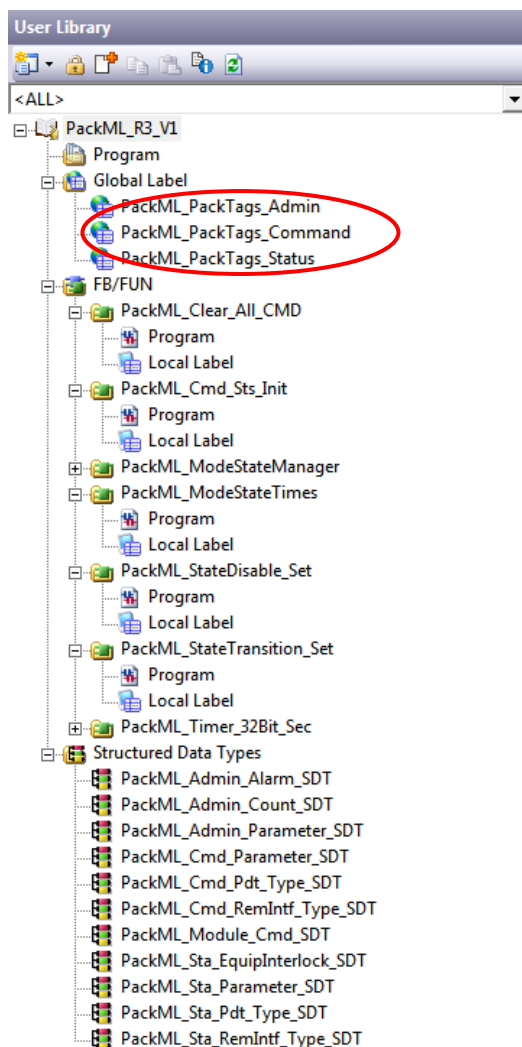 User Library
<ALL>
PackML_R3_V1
Program
Global Label
PackML_PackTags_Admin
PackML_PackTags_Command
PackML_PackTags_Status
FB/FUN
PackML_Clear_All_CMD
Program
Local Label
PackML_Cmd_Sts_Init
Program
Local Label
PackML_ModeStateManager
PackML_ModeStateTimes
Program
Local Label
PackML_StateDisable_Set
Program
Local Label
PackML_StateTransition_Set
Program
Local Label
PackML_Timer_32Bit_Sec
Structured Data Types
PackML_Admin_Alarm_SDT
PackML_Admin_Count_SDT
PackML_Admin_Parameter_SDT
PackML_Cmd_Parameter_SDT
PackML_Cmd_Pdt_Type_SDT
PackML_Cmd_RemIntf_Type_SDT
PackML_Module_Cmd_SDT
PackML_Sta_EquipInterlock_SDT
PackML_Sta_Parameter_SDT
PackML_Sta_Pdt_Type_SDT
PackML_Sta_RemIntf_Type_SDT